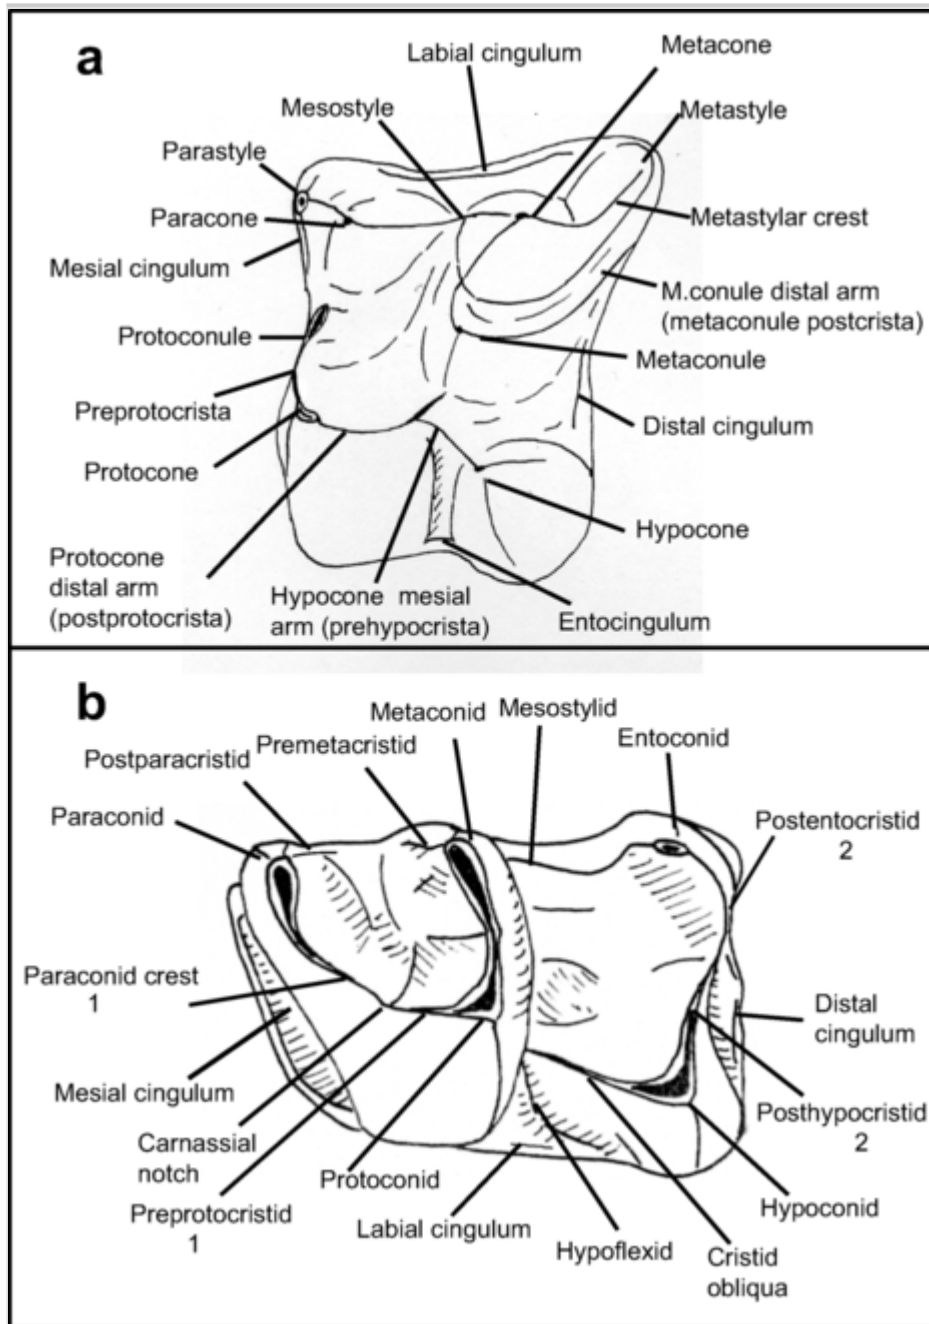 a
Labial cingulum
Metacone
Mesostyle
Metastyle
Parastyle
Paracone
Metastylar crest
Mesial cingulum
M.conule distal arm
(metaconule postcrista)
Protoconule
Metaconule
Preprotocrista
Distal cingulum
Protocone
Hypocone
Protocone
distal arm
(postprotocrista)
Hypocone mesial
arm (prehypocrista)
Entocingulum
b
Metaconid
Mesostylid
Entoconid
Premetacristid
Postparacristid
Paraconid
Postentocristid
2
Paraconid crest
1
Distal
cingulum
Mesial cingulum
Carnassial
notch
Posthypocristid
2
Protoconid
Preprotocristid
1
Labial cingulum
Hypoconid
Hypoflexid
Cristid
obliqua